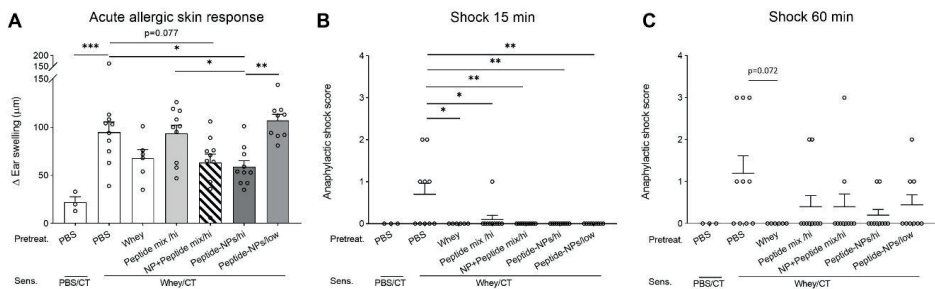 A
Acute allergic skin response
p=0.077
***
*
*
**
200
150
150
100
50
0
Δ Ear swelling (μm)
Pretreat.
PBS
PBS
Whey
Peptide mix /hi
NP+Peptide mix/hi
Peptide-NPs/hi
Peptide-NPs/low
Sens.
PBS/CT
Whey/CT
B
Shock 15 min
**
**
**
*
*
4
3
2
1
0
Anaphylactic shock score
Pretreat.
PBS
PBS
Whey
Peptide mix /hi
NP+Peptide mix/hi
Peptide-NPs/hi
Peptide-NPs/low
Sens.
PBS/CT
Whey/CT
C
Shock 60 min
p=0.072
4
3
2
1
0
Anaphylactic shock score
Pretreat.
PBS
PBS
Whey
Peptide mix /hi
NP+Peptide mix/hi
Peptide-NPs/hi
Peptide-NPs/low
Sens.
PBS/CT
Whey/CT